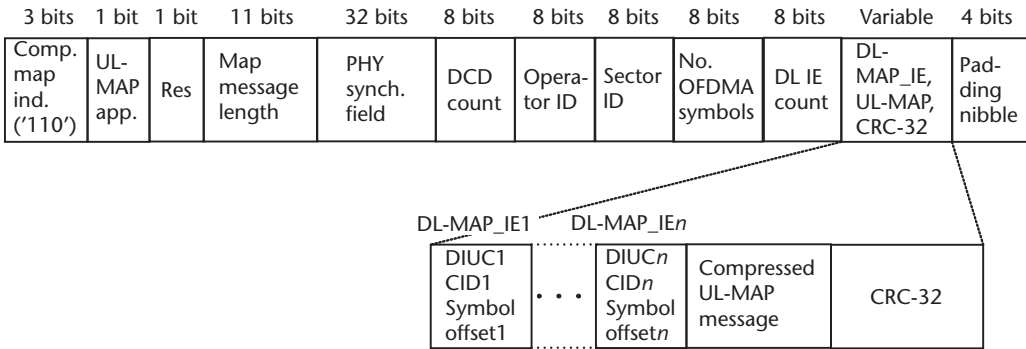 3 bits 1 bit 1 bit 11 bits 32 bits 8 bits 8 bits 8 bits 8 bits 8 bits Variable 4 bits
Comp.
map
ind.
('110')
UL-
MAP
app.
Res
Map
message
length
PHY
synch.
field
DCD
count
Opera-
tor ID
Sector
ID
No.
OFDMA
symbols
DL IE
count
DL-
MAP_IE,
UL-MAP,
CRC-32
Pad-
ding
nibble
DL-MAP_IE1 DL-MAP_IEn
DIUC1
CID1
Symbol
offset1
• • •
DIUCn
CIDn
Symbol
offsetn
Compressed
UL-MAP
message
CRC-32